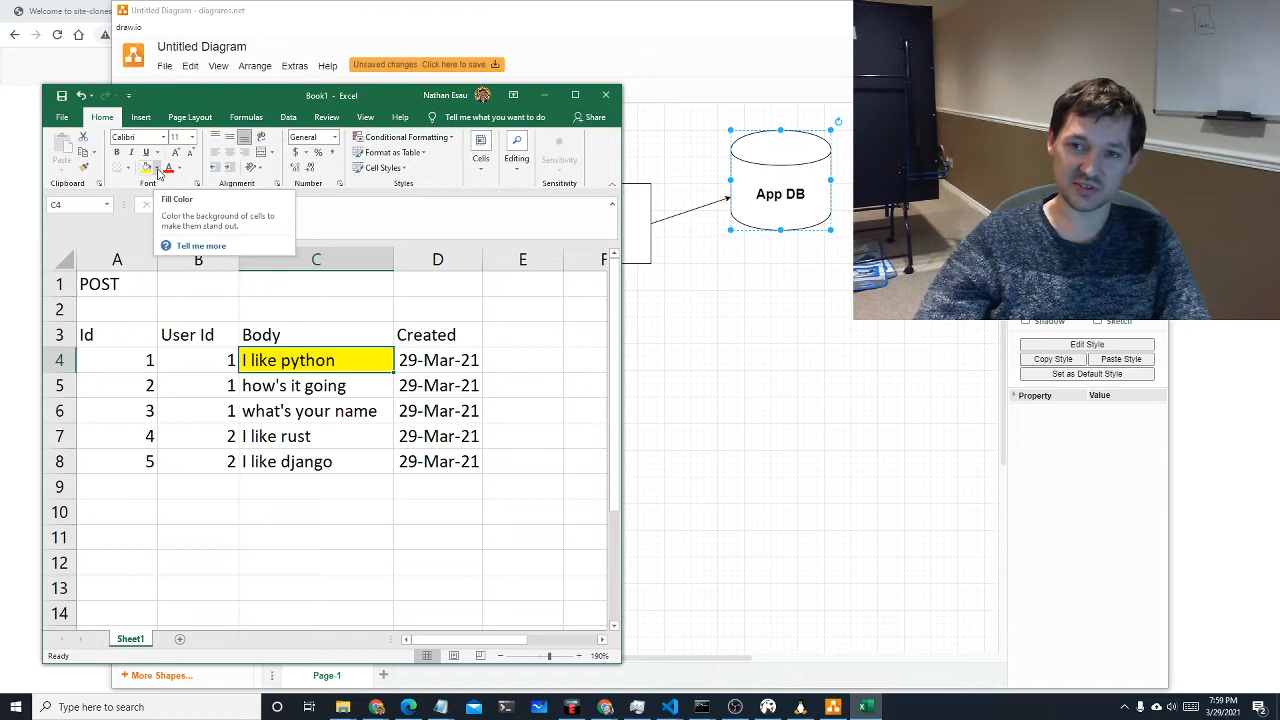 Welcome to site-clones
Untitled Diagram - diagrams.net
draw.io
Untitled Diagram
File Edit View Arrange Extras Help
Unsaved changes. Click here to save.
Book1 - Excel
Nathan Esau
File Home Insert Page Layout Formulas Data Review View Help Tell me what you want to do Share
Paste
Calibri 11
B I U
General
$ % ,
Conditional Formatting
Format as Table
Cell Styles
Cells
Editing
Sensitivity
Clipboard Font Alignment Number Styles Sensitivity
C4
Fill Color
Color the background of cells to
make them stand out.
Tell me more
A B C D E F
1 POST
2
3 Id User Id Body Created
4 1 1 I like python 29-Mar-21
5 2 1 how's it going 29-Mar-21
6 3 1 what's your name 29-Mar-21
7 4 2 I like rust 29-Mar-21
8 5 2 I like django 29-Mar-21
9
10
11
12
13
14
Sheet1
Ready
190%
App DB
Shadow Sketch
Edit Style
Copy Style Paste Style
Set as Default Style
Property Value
+ More Shapes...
Page-1
Type here to search
7:59 PM
3/29/2021